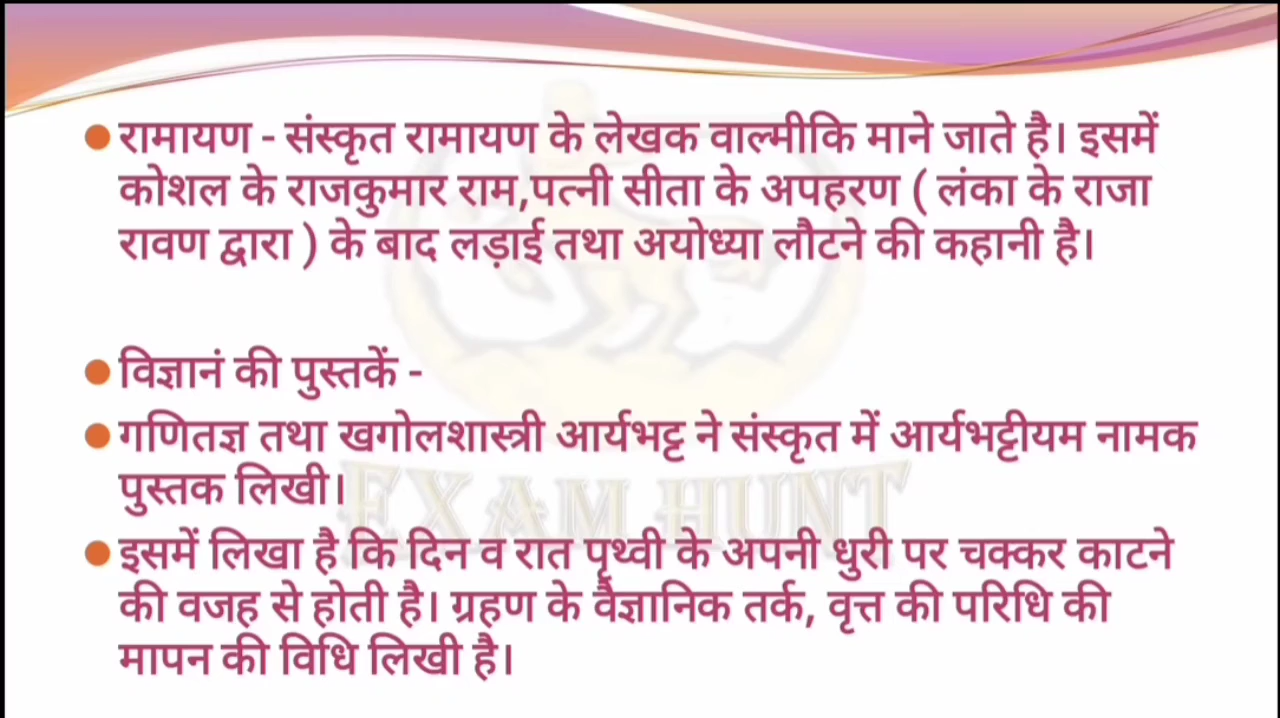 रामायण - संस्कृत रामायण के लेखक वाल्मीकि माने जाते है। इसमें
कोशल के राजकुमार राम,पत्नी सीता के अपहरण ( लंका के राजा
रावण द्वारा ) के बाद लड़ाई तथा अयोध्या लौटने की कहानी है।
विज्ञानं की पुस्तकें -
गणितज्ञ तथा खगोलशास्त्री आर्यभट्ट ने संस्कृत में आर्यभट्टीयम नामक
पुस्तक लिखी।
EXAM HUNT
इसमें लिखा है कि दिन व रात पृथ्वी के अपनी धुरी पर चक्कर काटने
की वजह से होती है। ग्रहण के वैज्ञानिक तर्क, वृत्त की परिधि की
मापन की विधि लिखी है।